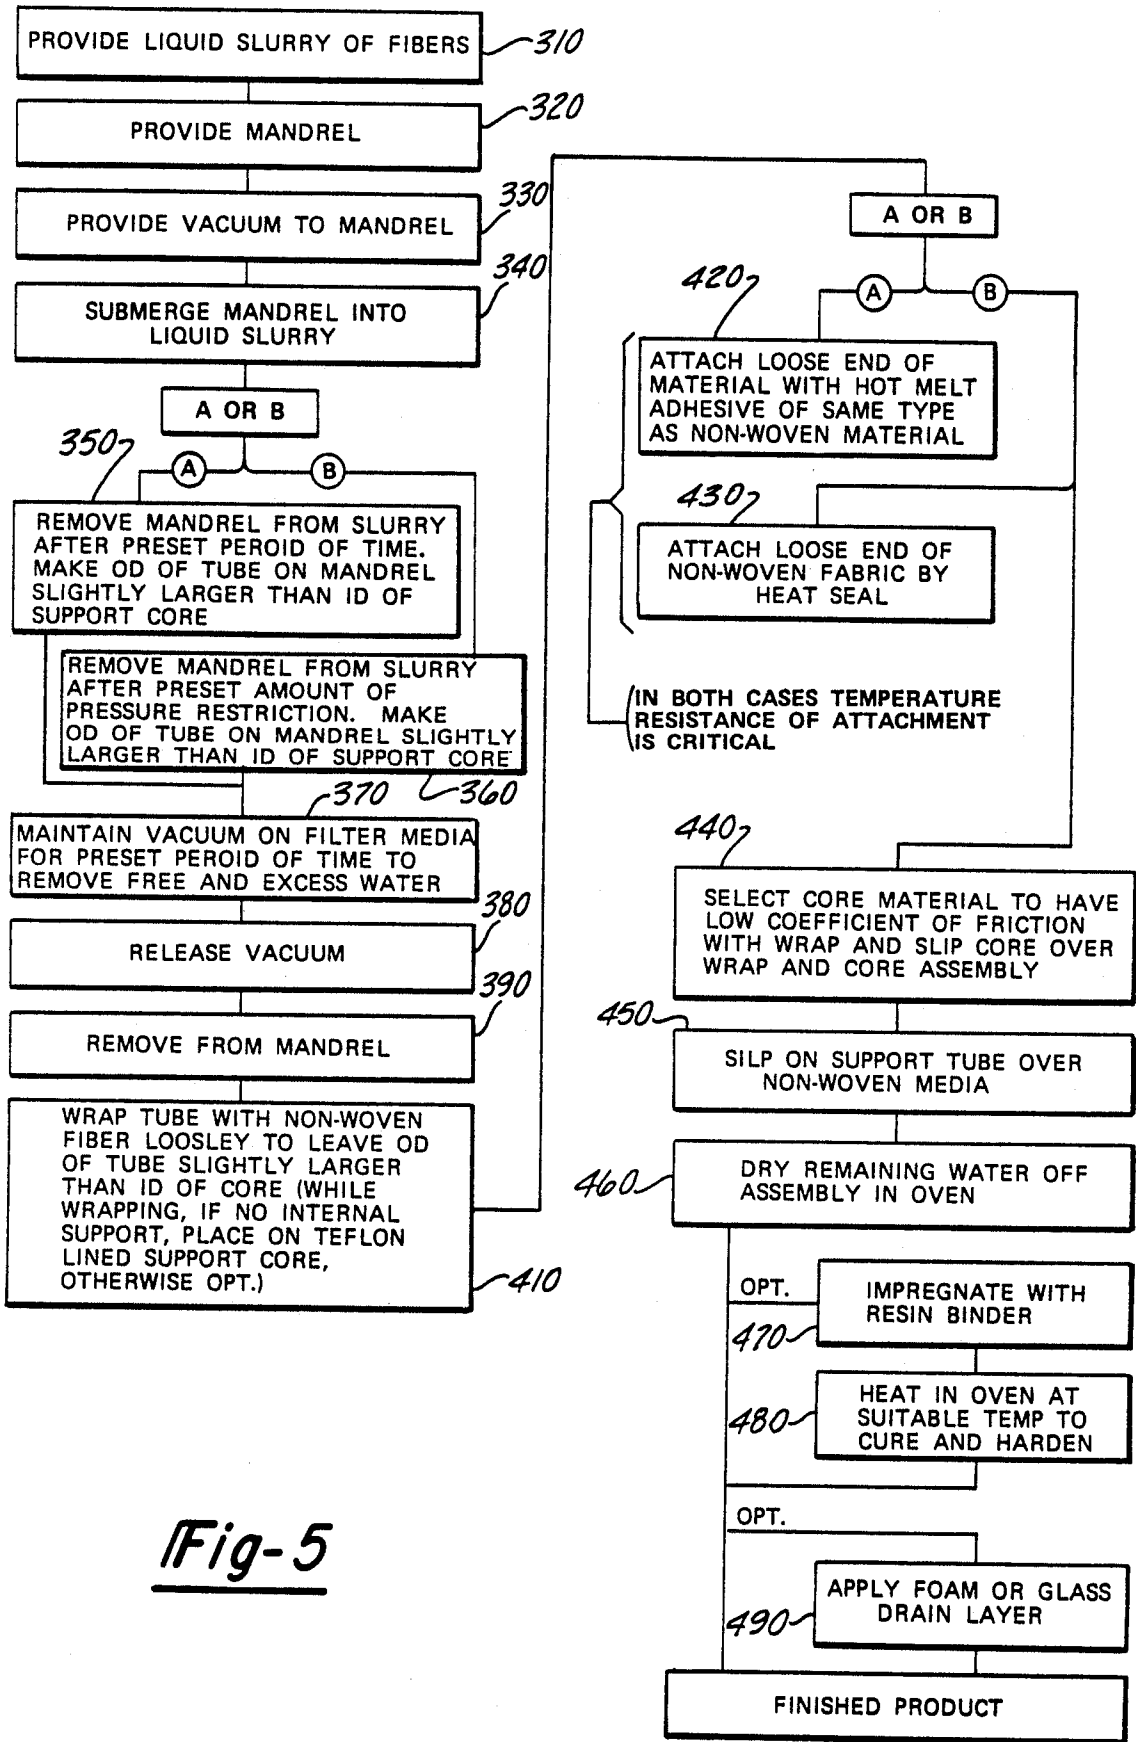 PROVIDE LIQUID SLURRY OF FIBERS
310
PROVIDE MANDREL
320
PROVIDE VACUUM TO MANDREL
330
SUBMERGE MANDREL INTO
LIQUID SLURRY
340
A OR B
A
B
350
REMOVE MANDREL FROM SLURRY
AFTER PRESET PEROID OF TIME.
MAKE OD OF TUBE ON MANDREL
SLIGHTLY LARGER THAN ID OF
SUPPORT CORE
REMOVE MANDREL FROM SLURRY
AFTER PRESET AMOUNT OF
PRESSURE RESTRICTION. MAKE
OD OF TUBE ON MANDREL SLIGHTLY
LARGER THAN ID OF SUPPORT CORE
360
370
MAINTAIN VACUUM ON FILTER MEDIA
FOR PRESET PEROID OF TIME TO
REMOVE FREE AND EXCESS WATER
380
RELEASE VACUUM
390
REMOVE FROM MANDREL
WRAP TUBE WITH NON-WOVEN
FIBER LOOSLEY TO LEAVE OD
OF TUBE SLIGHTLY LARGER
THAN ID OF CORE (WHILE
WRAPPING, IF NO INTERNAL
SUPPORT, PLACE ON TEFLON
LINED SUPPORT CORE,
OTHERWISE OPT.)
410
A OR B
A
B
420
ATTACH LOOSE END OF
MATERIAL WITH HOT MELT
ADHESIVE OF SAME TYPE
AS NON-WOVEN MATERIAL
430
ATTACH LOOSE END OF
NON-WOVEN FABRIC BY
HEAT SEAL
(IN BOTH CASES TEMPERATURE
RESISTANCE OF ATTACHMENT
IS CRITICAL
440
SELECT CORE MATERIAL TO HAVE
LOW COEFFICIENT OF FRICTION
WITH WRAP AND SLIP CORE OVER
WRAP AND CORE ASSEMBLY
450
SILP ON SUPPORT TUBE OVER
NON-WOVEN MEDIA
460
DRY REMAINING WATER OFF
ASSEMBLY IN OVEN
OPT.
IMPREGNATE WITH
RESIN BINDER
470
HEAT IN OVEN AT
SUITABLE TEMP TO
CURE AND HARDEN
480
OPT.
APPLY FOAM OR GLASS
DRAIN LAYER
490
FINISHED PRODUCT
Fig-5